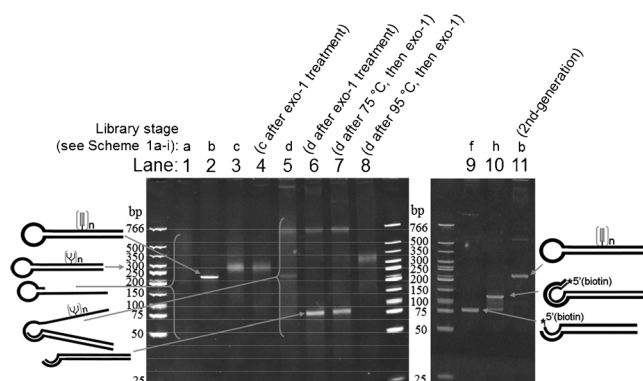 (c after exo-1 treatment)
(d after exo-1 treatment)
(d after 75 °C, then exo-1)
(d after 95 °C, then exo-1)
(2nd-generation)
Library stage
(see Scheme 1a-i): a b c d f h b
Lane: 1 2 3 4 5 6 7 8 9 10 11
bp bp
766 766
500 500
350
300 300
250 250
200 200
150 150
100 100
75 75
50 50
25 25
n
(Ψ)n
(Ψ)n
n
*5'(biotin)
*5'(biotin)